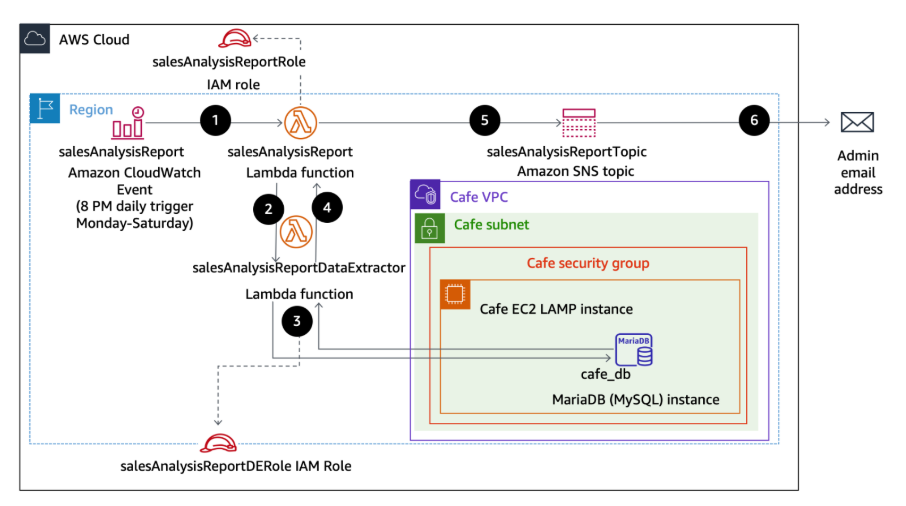 AWS Cloud
salesAnalysisReportRole
IAM role
Region
1
5
6
salesAnalysisReport
Amazon CloudWatch
Event
(8 PM daily trigger
Monday-Saturday)
salesAnalysisReport
Lambda function
salesAnalysisReportTopic
Amazon SNS topic
Admin
email
address
2
4
salesAnalysisReportDataExtractor
Lambda function
3
Cafe VPC
Cafe subnet
Cafe security group
Cafe EC2 LAMP instance
MariaDB
cafe_db
MariaDB (MySQL) instance
salesAnalysisReportDERole IAM Role